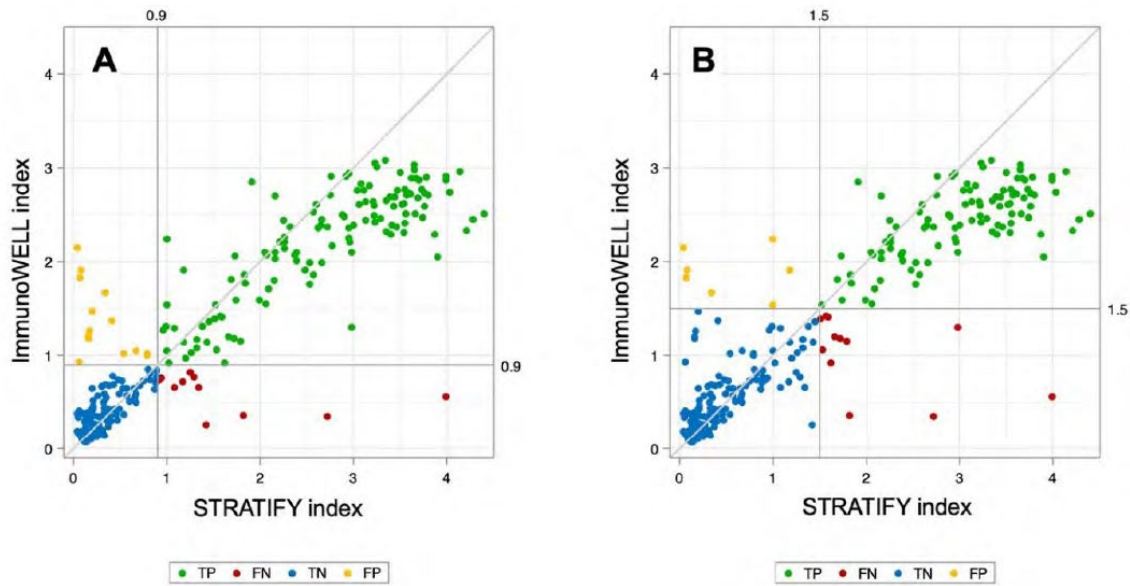 0.9
A
4
3
2
1
0
ImmunoWELL index
0.9
0 1 2 3 4
STRATIFY index
TP FN TN FP
1.5
B
4
3
2
1
0
ImmunoWELL index
1.5
0 1 2 3 4
STRATIFY index
TP FN TN FP